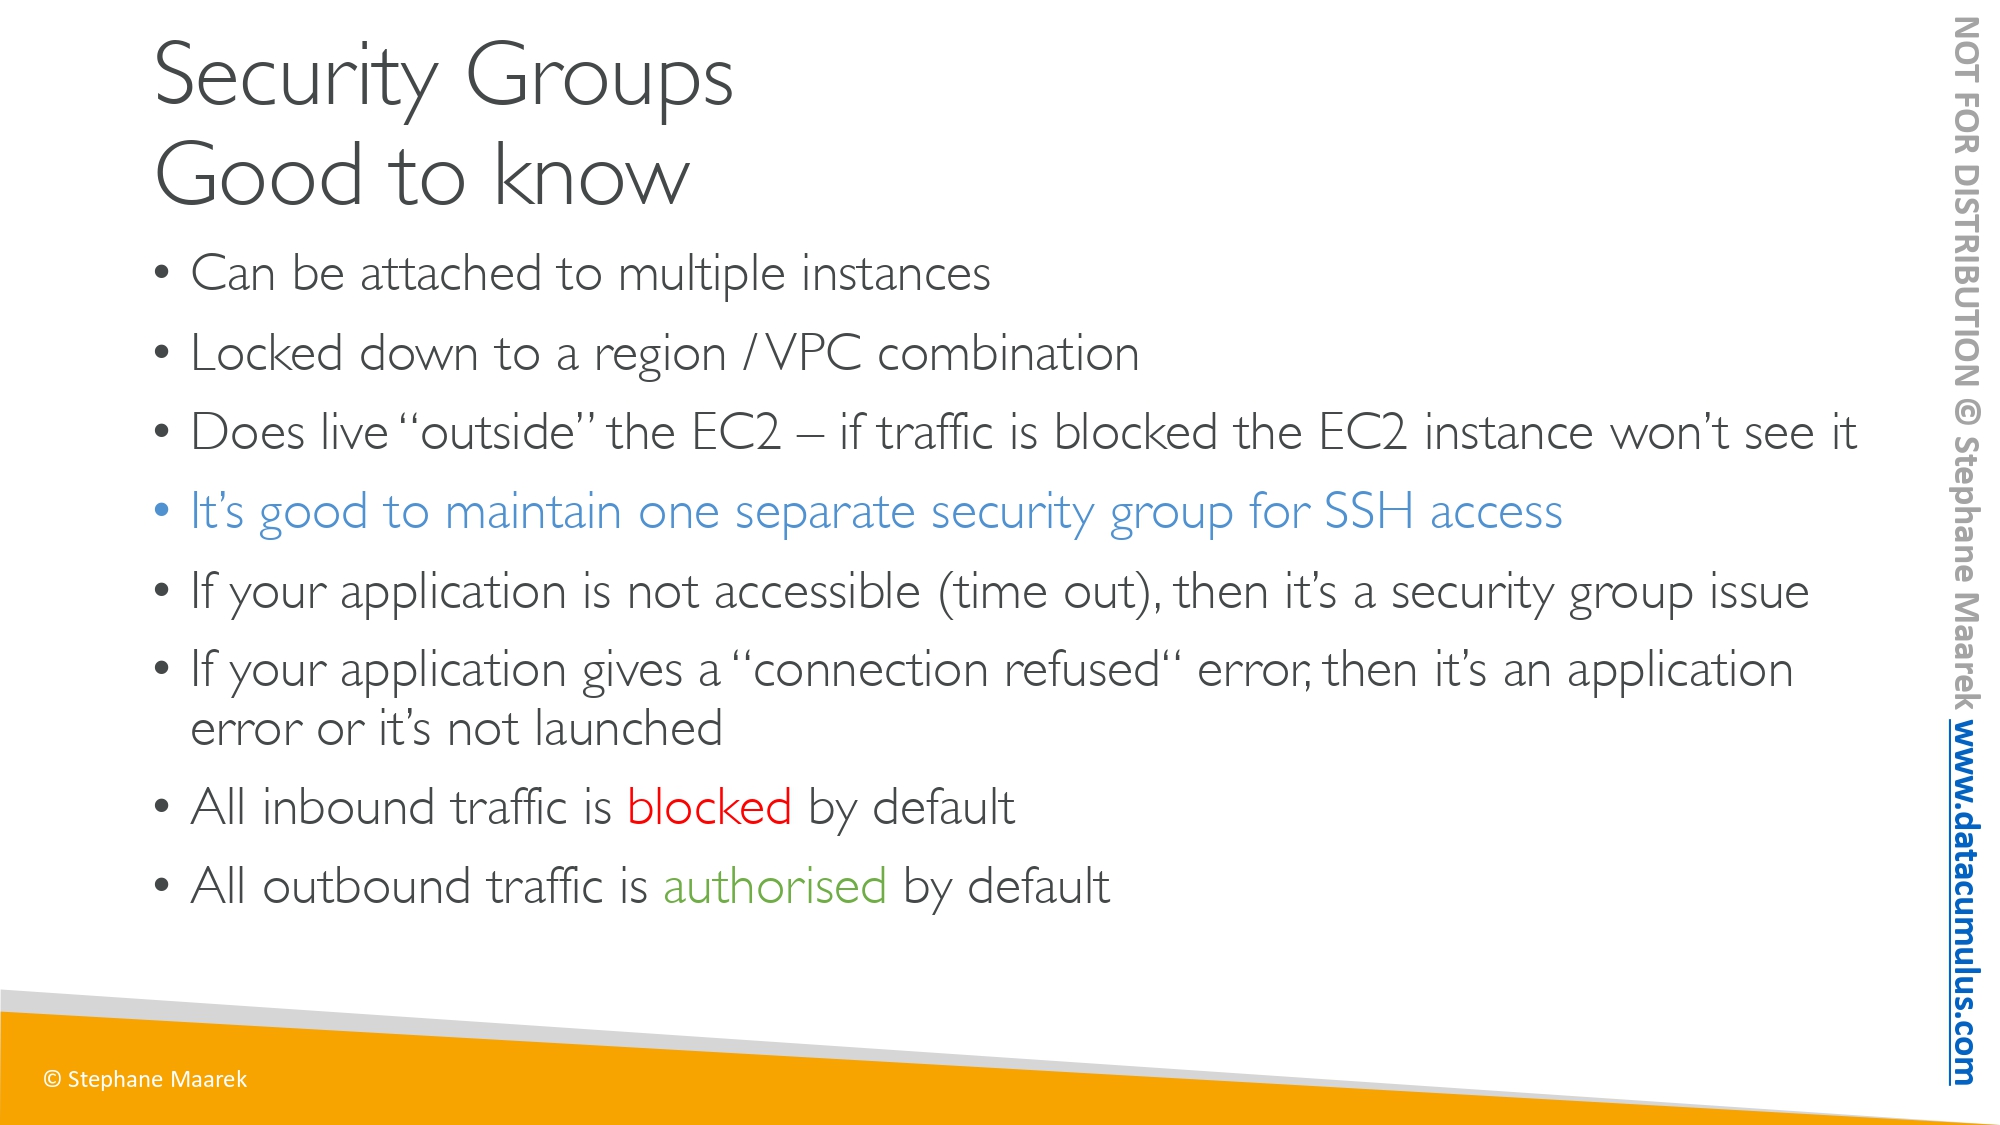 Security Groups
Good to know
• Can be attached to multiple instances
• Locked down to a region / VPC combination
• Does live “outside” the EC2 – if traffic is blocked the EC2 instance won’t see it
• It’s good to maintain one separate security group for SSH access
• If your application is not accessible (time out), then it’s a security group issue
• If your application gives a “connection refused“ error, then it’s an application
error or it’s not launched
• All inbound traffic is blocked by default
• All outbound traffic is authorised by default
© Stephane Maarek
NOT FOR DISTRIBUTION © Stephane Maarek www.datacumulus.com